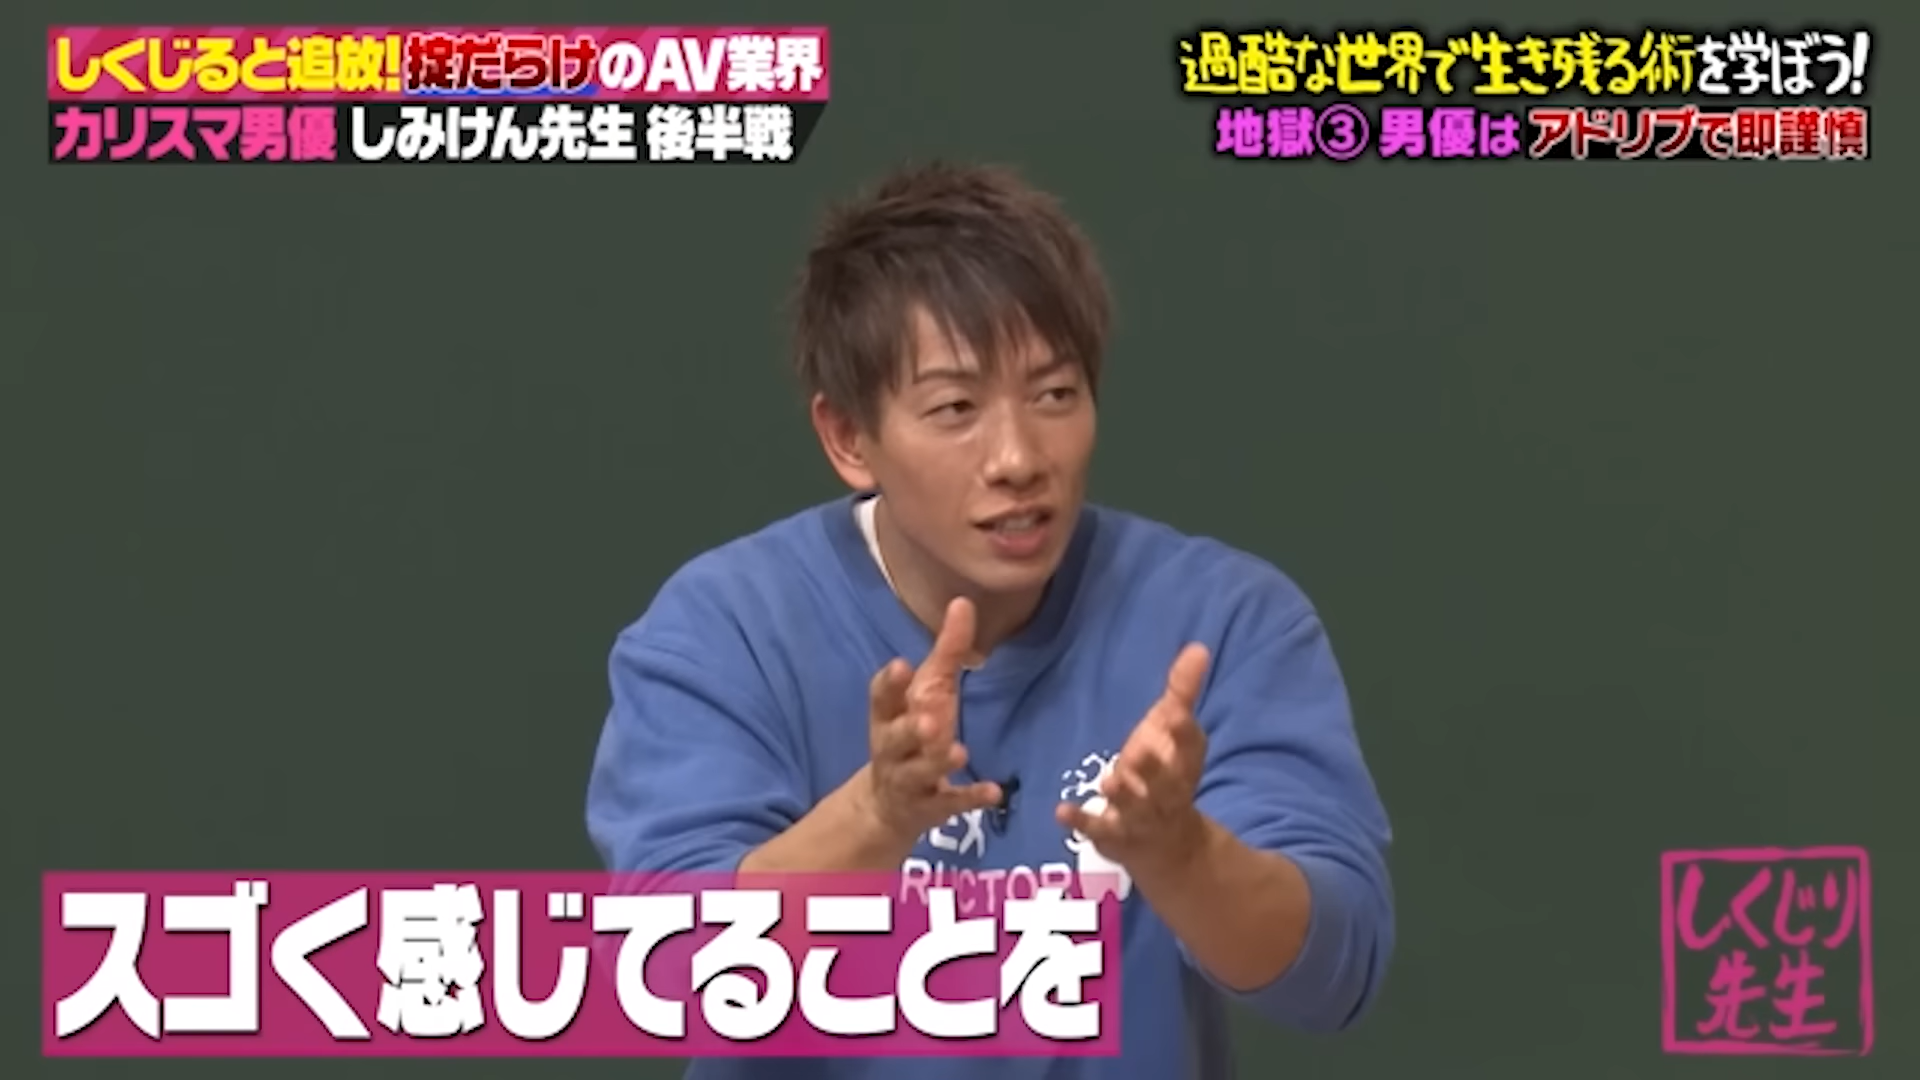 しくじると追放!掟だらけのAV業界
カリスマ男優 しみけん先生 後半戦
過酷な世界で生き残る術を学ぼう!
地獄③ 男優は アドリブで即謹慎
EX
RUCTOR
スゴく感じてることを
しくじり
先生